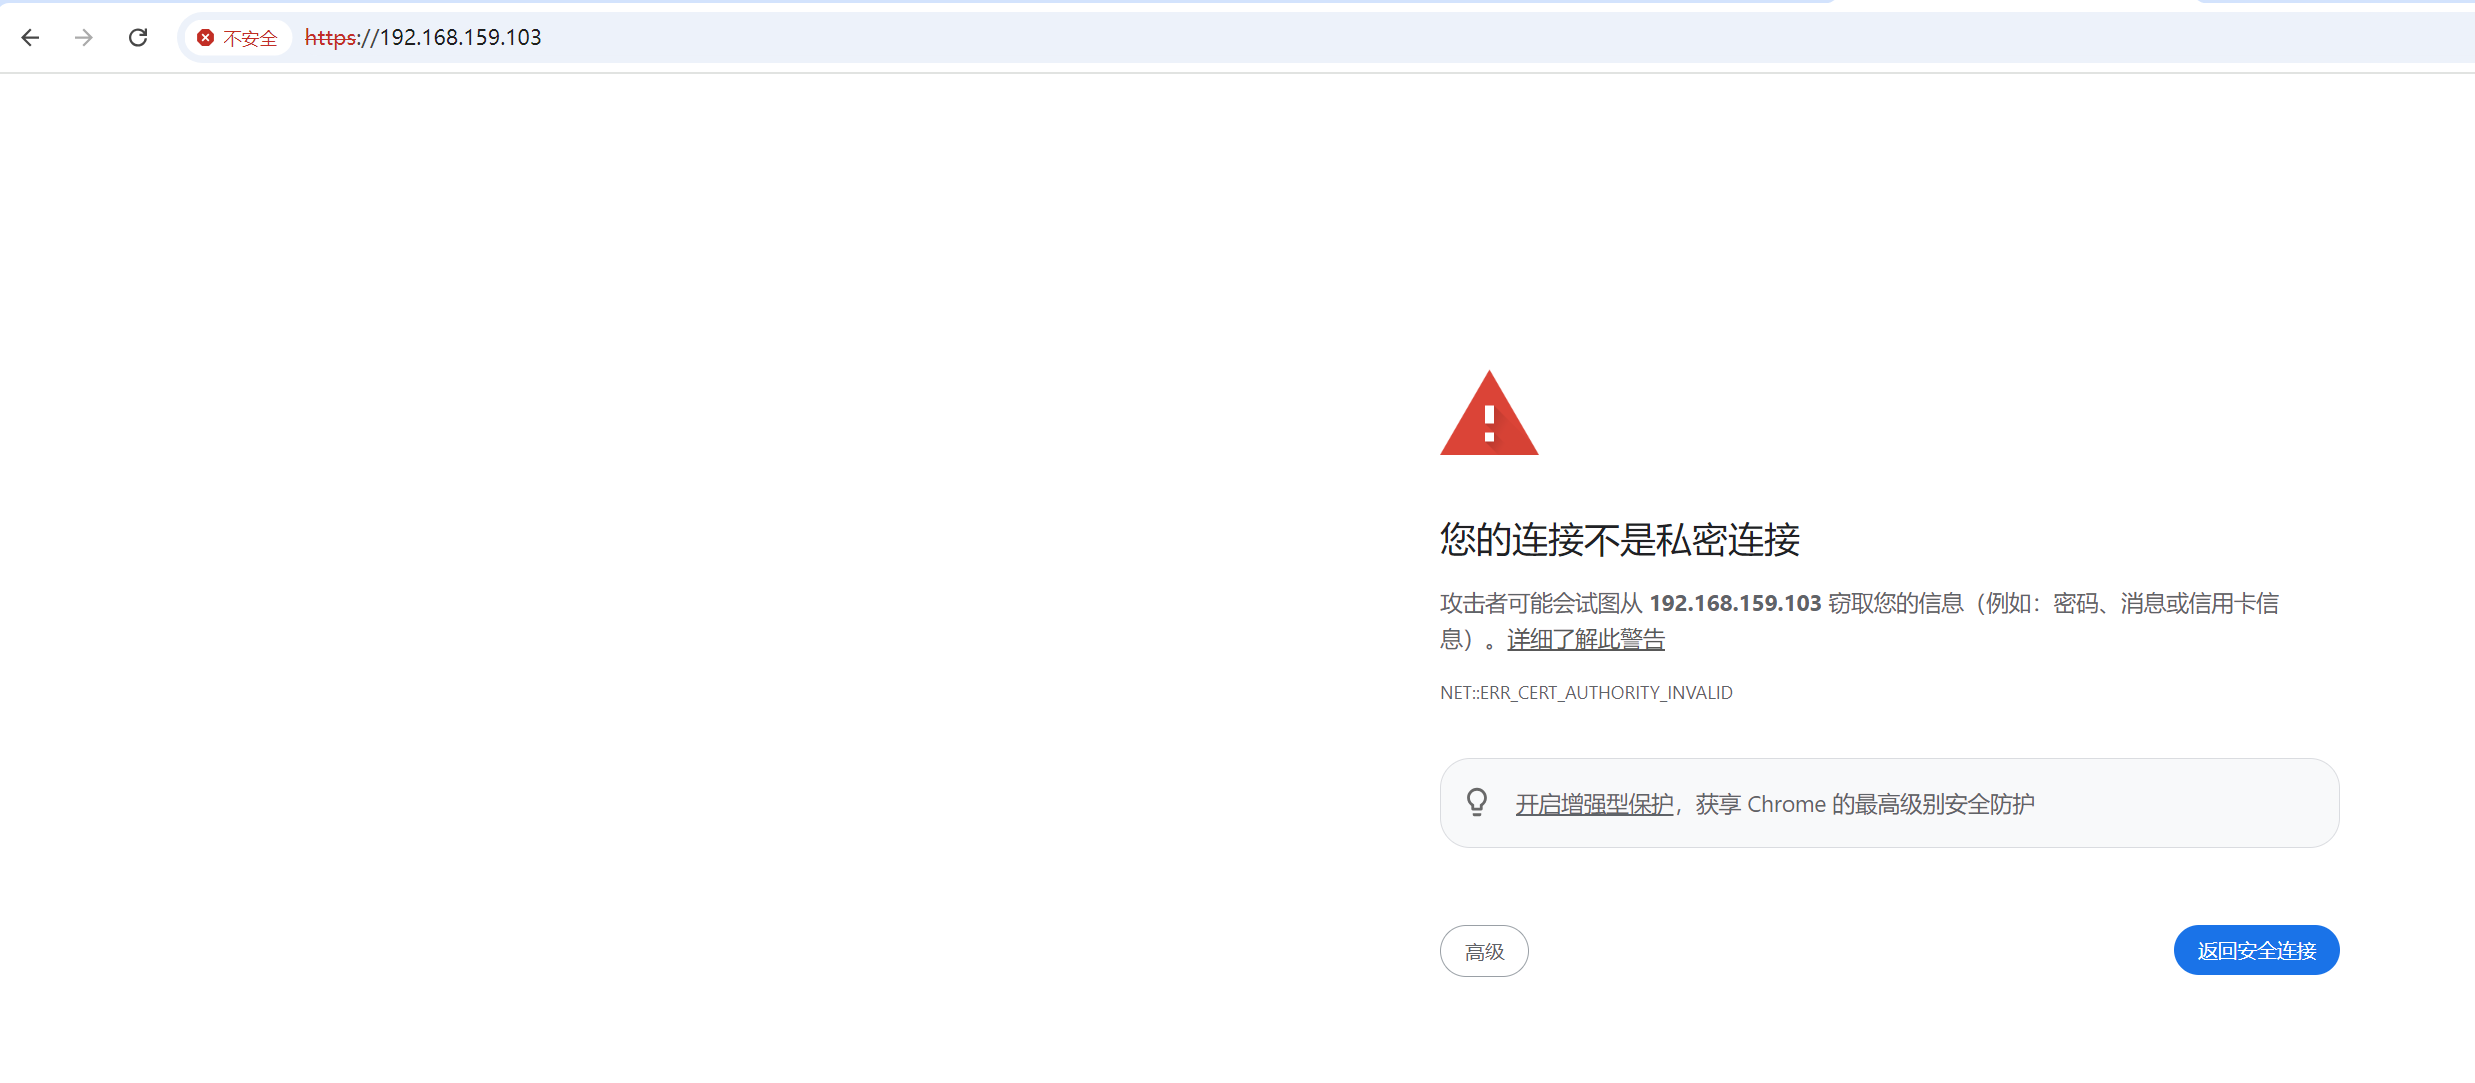 不安全 https://192.168.159.103
您的连接不是私密连接
攻击者可能会试图从 192.168.159.103 窃取您的信息（例如：密码、消息或信用卡信
息）。详细了解此警告
NET::ERR_CERT_AUTHORITY_INVALID
开启增强型保护，获享 Chrome 的最高级别安全防护
高级
返回安全连接